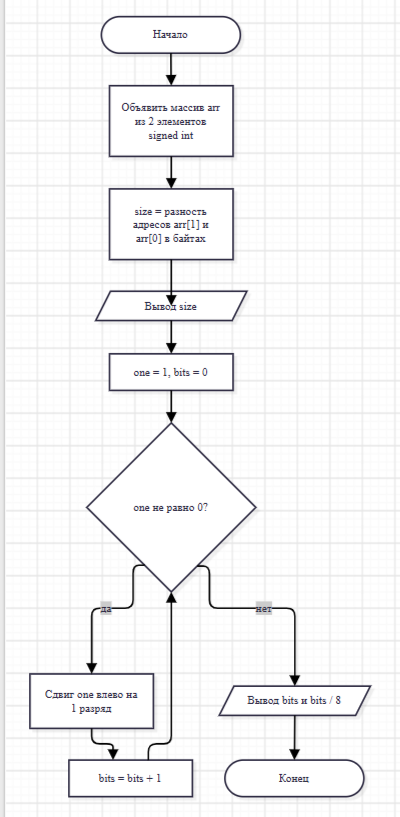 Начало
Объявить массив arr
из 2 элементов
signed int
size = разность
адресов arr[1] и
arr[0] в байтах
Вывод size
one = 1, bits = 0
one не равно 0?
да
нет
Сдвиг one влево на
1 разряд
Вывод bits и bits / 8
bits = bits + 1
Конец